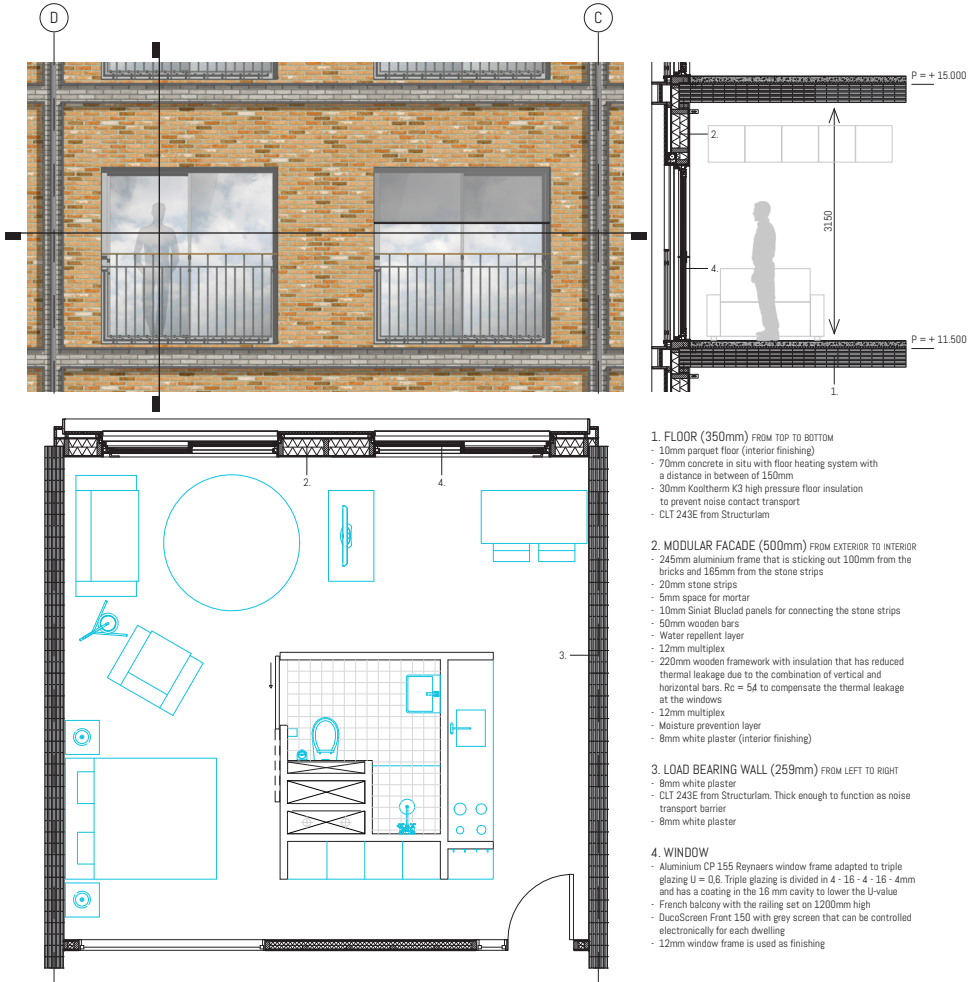 D
C
P = + 15.000
2.
3150
4.
P = + 11.500
1.
2.
4.
3.
1. FLOOR (350mm) FROM TOP TO BOTTOM
- 10mm parquet floor (interior finishing)
- 70mm concrete in situ with floor heating system with
a distance in between of 150mm
- 30mm Kooltherm K3 high pressure floor insulation
to prevent noise contact transport
- CLT 243E from Structurlam
2. MODULAR FACADE (500mm) FROM EXTERIOR TO INTERIOR
- 245mm aluminium frame that is sticking out 100mm from the
bricks and 165mm from the stone strips
- 20mm stone strips
- 5mm space for mortar
- 10mm Siniat Bluclad panels for connecting the stone strips
- 50mm wooden bars
- Water repellent layer
- 12mm multiplex
- 220mm wooden framework with insulation that has reduced
thermal leakage due to the combination of vertical and
horizontal bars. Rc = 5,4 to compensate the thermal leakage
at the windows
- 12mm multiplex
- Moisture prevention layer
- 8mm white plaster (interior finishing)
3. LOAD BEARING WALL (259mm) FROM LEFT TO RIGHT
- 8mm white plaster
- CLT 243E from Structurlam. Thick enough to function as noise
transport barrier
- 8mm white plaster
4. WINDOW
- Aluminium CP 155 Reynaers window frame adapted to triple
glazing U = 0,6. Triple glazing is divided in 4 - 16 - 4 - 16 - 4mm
and has a coating in the 16 mm cavity to lower the U-value
- French balcony with the railing set on 1200mm high
- DucoScreen Front 150 with grey screen that can be controlled
electronically for each dwelling
- 12mm window frame is used as finishing